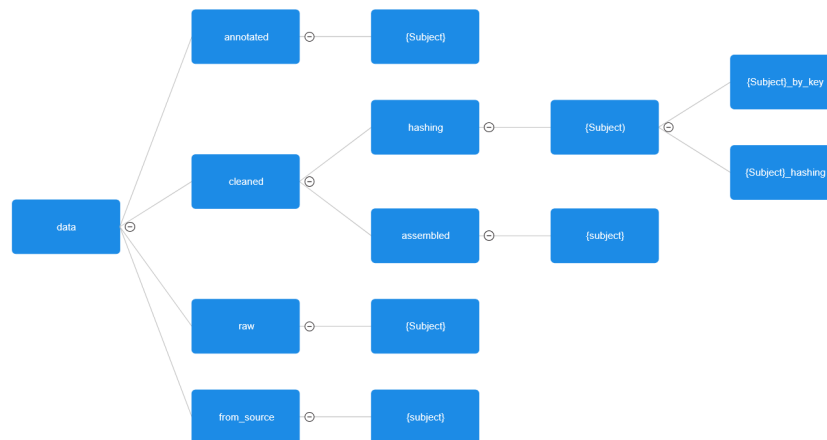 annotated
{Subject}
{Subject}_by_key
hashing
{Subject)
{Subject}_hashing
cleaned
data
assembled
{subject}
raw
{Subject}
from_source
{subject}